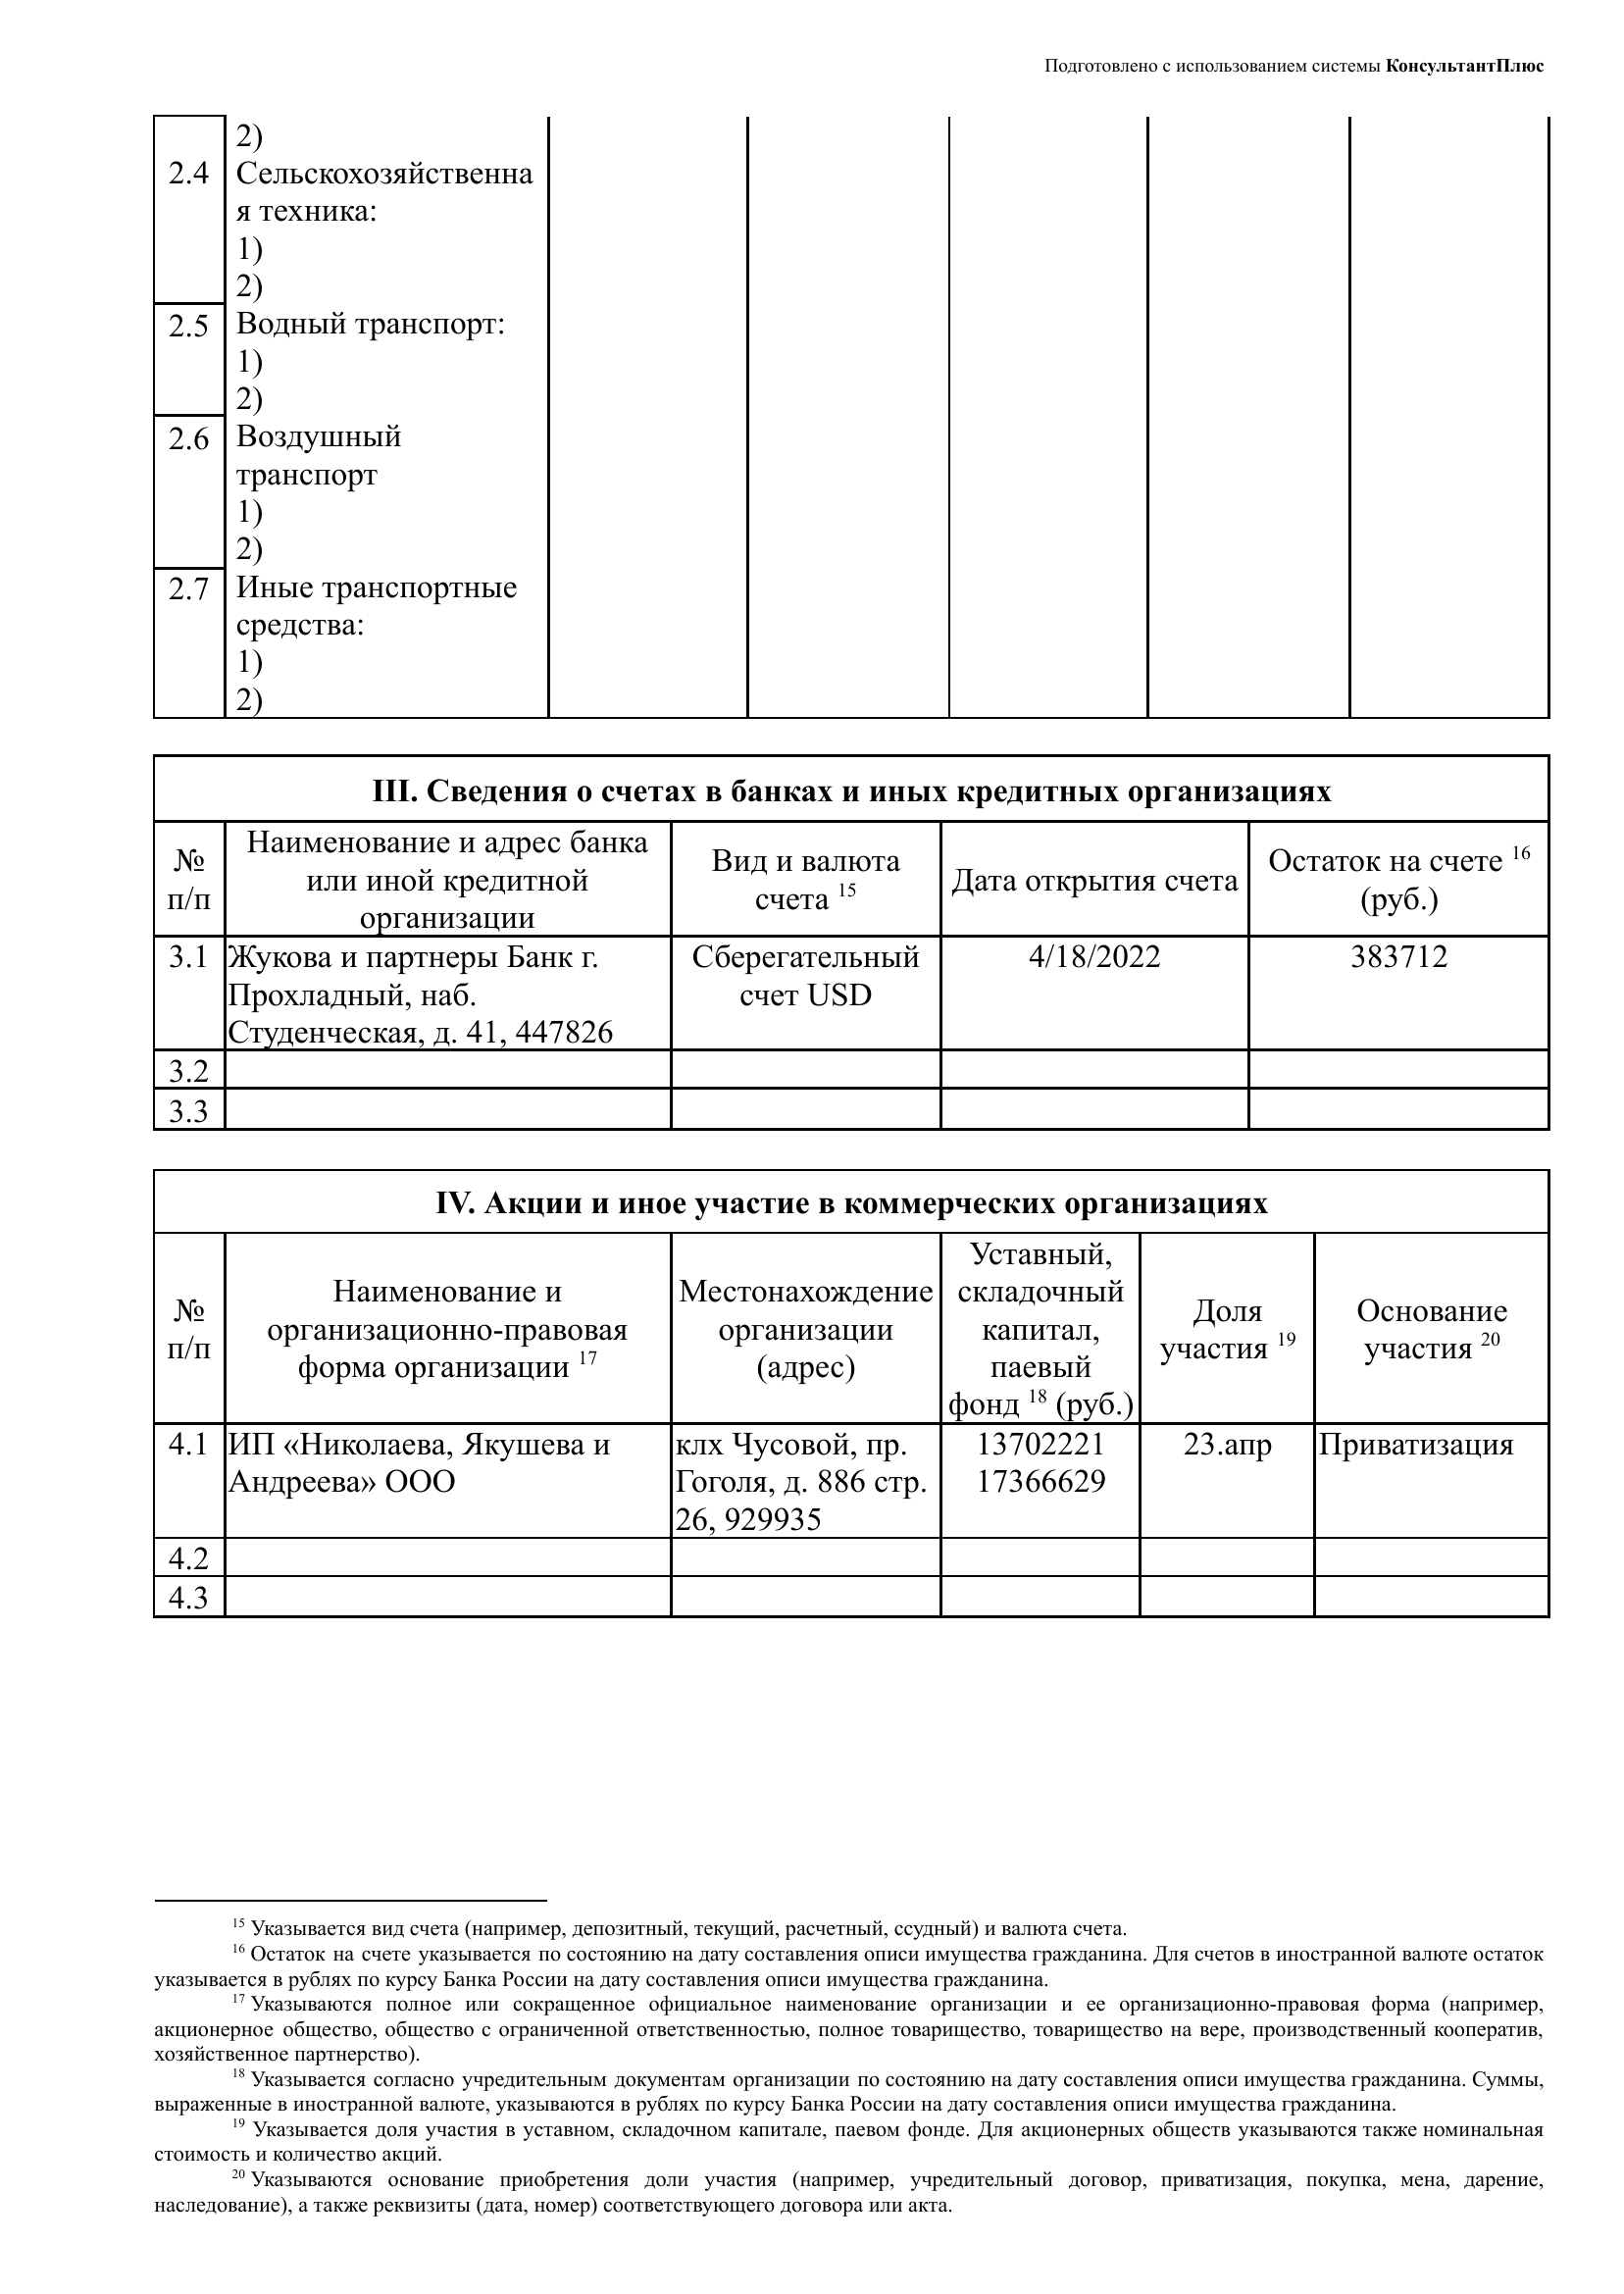 Подготовлено с использованием системы КонсультантПлюс
2)
2.4 Сельскохозяйственна
я техника:
1)
2)
2.5 Водный транспорт:
1)
2)
2.6 Воздушный
транспорт
1)
2)
2.7 Иные транспортные
средства:
1)
2)
III. Сведения о счетах в банках и иных кредитных организациях
№
п/п
Наименование и адрес банка
или иной кредитной
организации
Вид и валюта
счета 15
Дата открытия счета
Остаток на счете 16
(руб.)
3.1
Жукова и партнеры Банк г.
Прохладный, наб.
Студенческая, д. 41, 447826
Сберегательный
счет USD
4/18/2022
383712
3.2
3.3
IV. Акции и иное участие в коммерческих организациях
№
п/п
Наименование и
организационно-правовая
форма организации 17
Местонахождение
организации
(адрес)
Уставный,
складочный
капитал,
паевый
фонд 18 (руб.)
Доля
участия 19
Основание
участия 20
4.1
ИП «Николаева, Якушева и
Андреева» ООО
клх Чусовой, пр.
Гоголя, д. 886 стр.
26, 929935
13702221
17366629
23.апр
Приватизация
4.2
4.3
15 Указывается вид счета (например, депозитный, текущий, расчетный, ссудный) и валюта счета.
16 Остаток на счете указывается по состоянию на дату составления описи имущества гражданина. Для счетов в иностранной валюте остаток
указывается в рублях по курсу Банка России на дату составления описи имущества гражданина.
17 Указываются полное или сокращенное официальное наименование организации и ее организационно-правовая форма (например,
акционерное общество, общество с ограниченной ответственностью, полное товарищество, товарищество на вере, производственный кооператив,
хозяйственное партнерство).
18 Указывается согласно учредительным документам организации по состоянию на дату составления описи имущества гражданина. Суммы,
выраженные в иностранной валюте, указываются в рублях по курсу Банка России на дату составления описи имущества гражданина.
19 Указывается доля участия в уставном, складочном капитале, паевом фонде. Для акционерных обществ указываются также номинальная
стоимость и количество акций.
20 Указываются основание приобретения доли участия (например, учредительный договор, приватизация, покупка, мена, дарение,
наследование), а также реквизиты (дата, номер) соответствующего договора или акта.